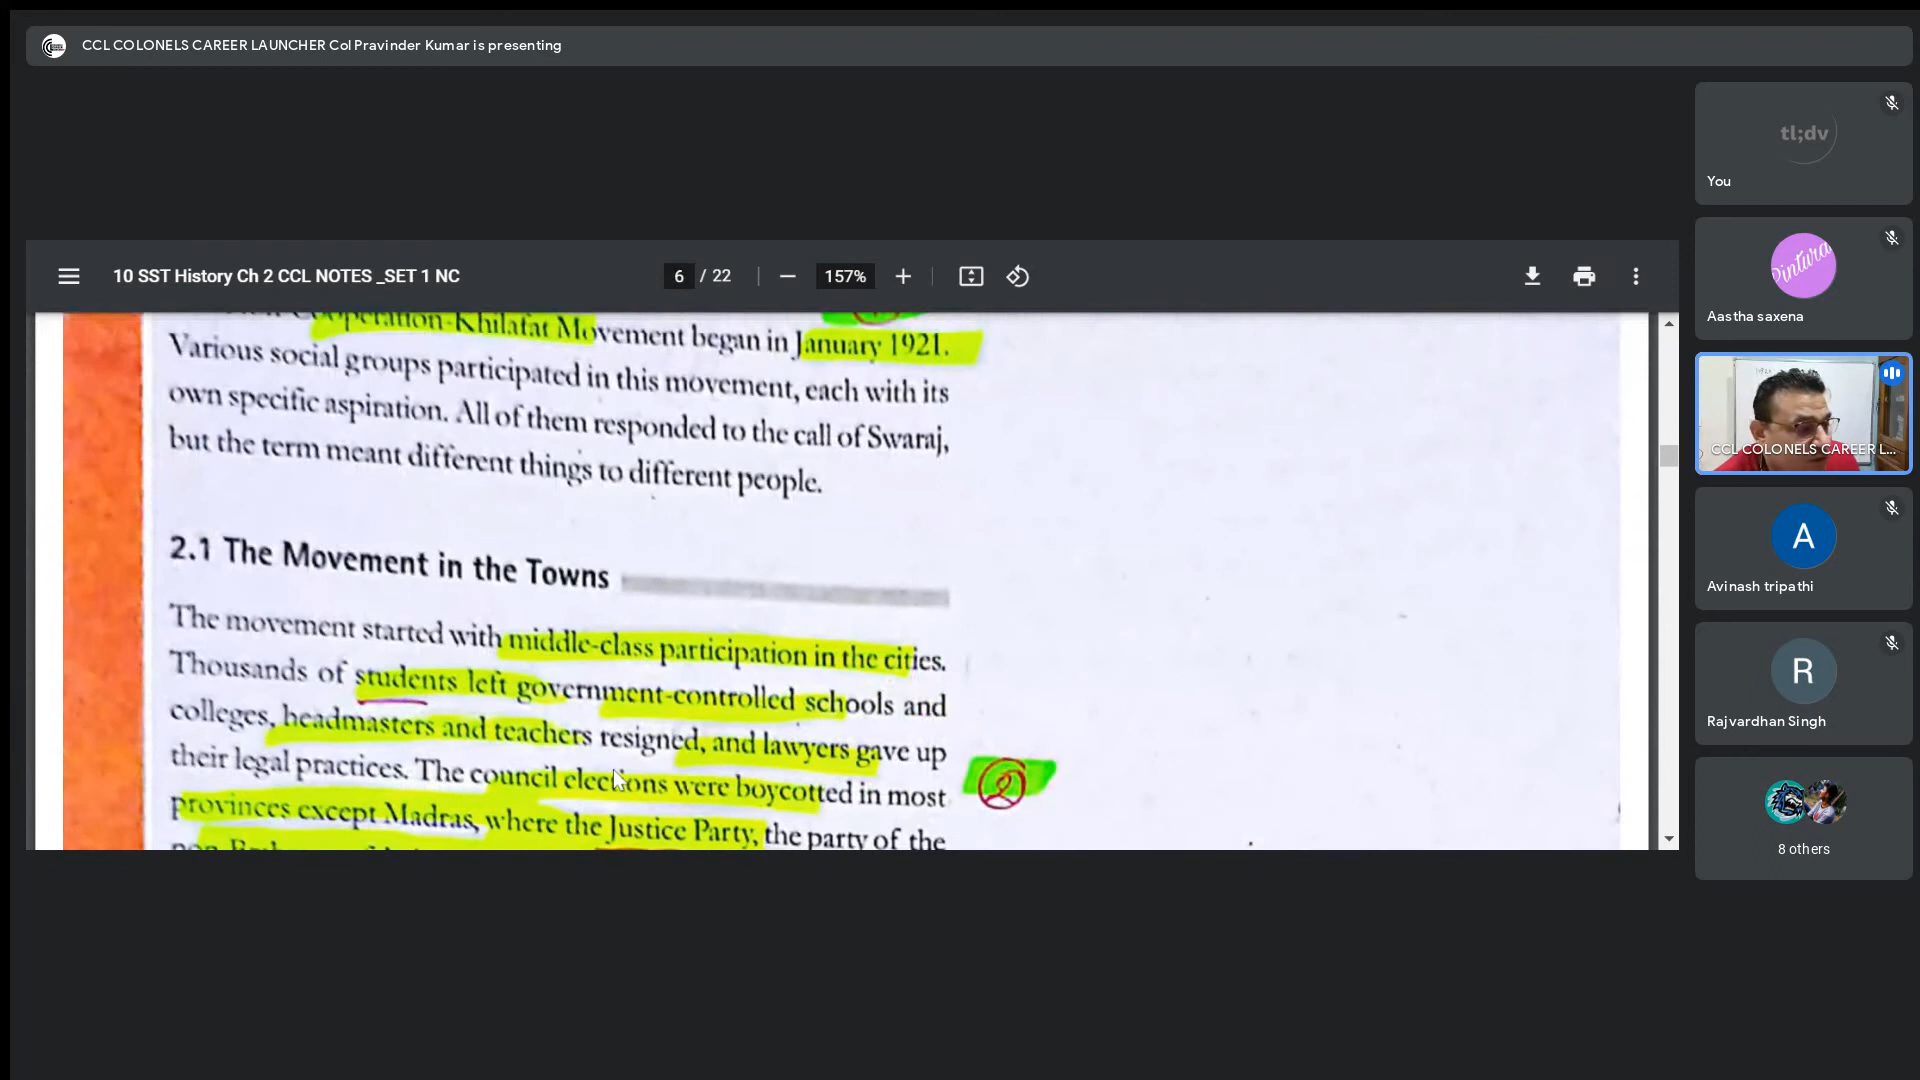 CCL COLONELS CAREER LAUNCHER Col Pravinder Kumar is presenting
10 SST History Ch 2 CCL NOTES _SET 1 NC
6 / 22
157%
Cooperation-Khilafat Movement began in January 1921.
Various social groups participated in this movement, each with its
own specific aspiration. All of them responded to the call of Swaraj,
but the term meant different things to different people.
2.1 The Movement in the Towns
The movement started with middle-class participation in the cities.
Thousands of students left government-controlled schools and
colleges, headmasters and teachers resigned, and lawyers gave up
their legal practices. The council elections were boycotted in most
provinces except Madras, where the Justice Party, the party of the
2
tl;dv
You
Pintura
Aastha saxena
CCL COLONELS CAREER L...
A
Avinash tripathi
R
Rajvardhan Singh
8 others